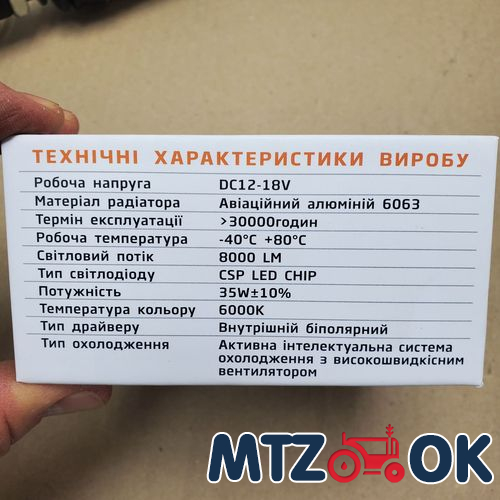 ТЕХНІЧНІ ХАРАКТЕРИСТИКИ ВИРОБУ
Робоча напруга DC12-18V
Матеріал радіатора Авіаційний алюміній 6063
Термін експлуатації >30000годин
Робоча температура -40°C +80°C
Світловий потік 8000 LM
Тип світлодіоду CSP LED CHIP
Потужність 35W±10%
Температура кольору 6000K
Тип драйверу Внутрішній біполярний
Тип охолодження Активна інтелектуальна система
охолодження з високошвидкісним
вентилятором
MTZ OK